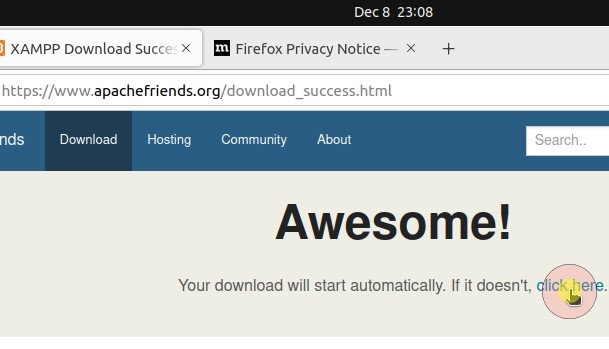 Dec 8 23:08
XAMPP Download Succes
Firefox Privacy Notice —
https://www.apachefriends.org/download_success.html
nds Download Hosting Community About Search..
Awesome!
Your download will start automatically. If it doesn't, click here.